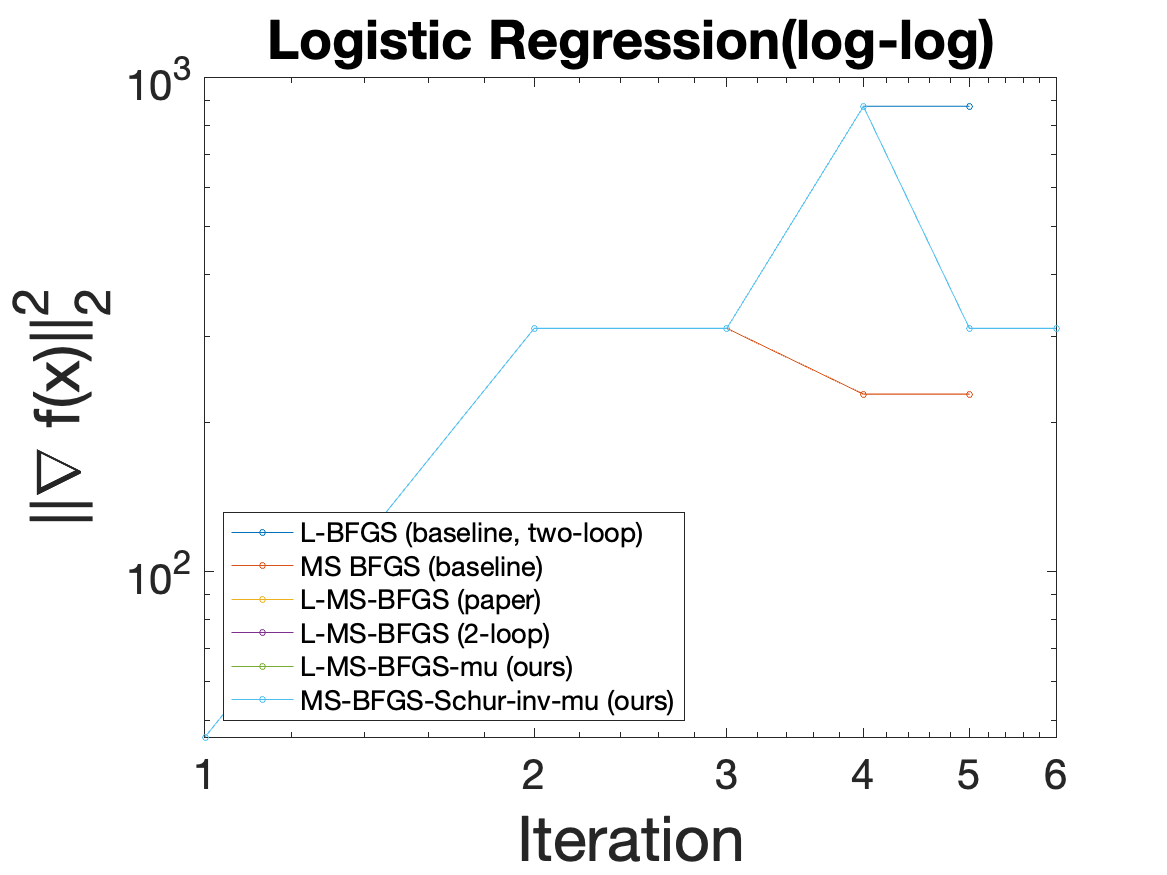 Logistic Regression(log-log)
10³
10²
||∇ f(x)||²₂
L-BFGS (baseline, two-loop)
MS BFGS (baseline)
L-MS-BFGS (paper)
L-MS-BFGS (2-loop)
L-MS-BFGS-mu (ours)
MS-BFGS-Schur-inv-mu (ours)
1 2 3 4 5 6
Iteration